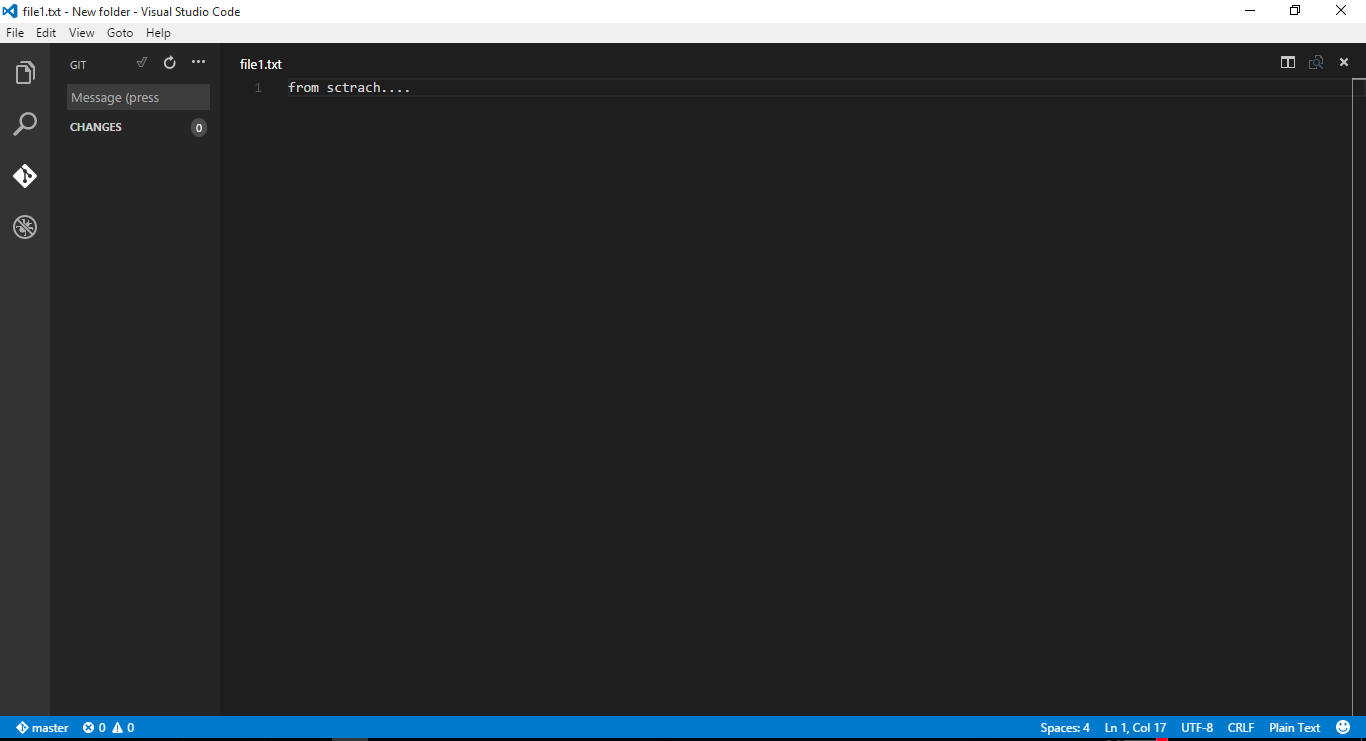 file1.txt - New folder - Visual Studio Code
File Edit View Goto Help
GIT
file1.txt
Message (press
1 from sctrach....
CHANGES 0
master 0 0 Spaces: 4 Ln 1, Col 17 UTF-8 CRLF Plain Text